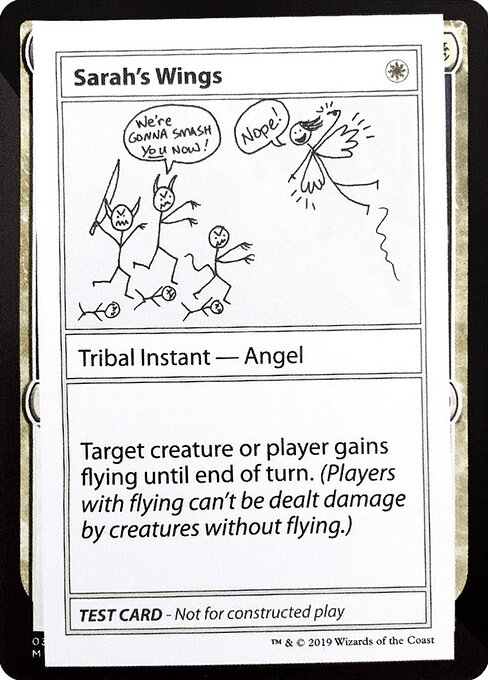 Sarah's Wings
We're
GONNA SMASH
YOU NOW!
Nope!
Tribal Instant — Angel
Target creature or player gains
flying until end of turn. (Players
with flying can't be dealt damage
by creatures without flying.)
TEST CARD - Not for constructed play
™ & © 2019 Wizards of the Coast
03
M